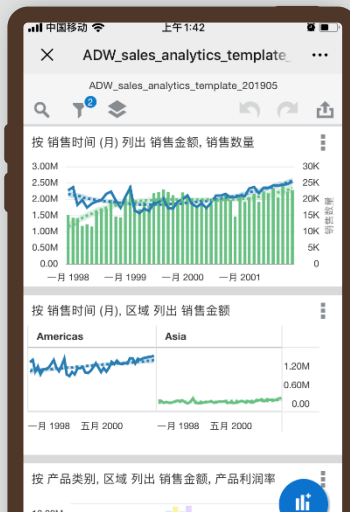 中国移动 上午1:42
ADW_sales_analytics_template_
ADW_sales_analytics_template_201905
2
按 销售时间 (月) 列出 销售金额, 销售数量
3.00M 30K
2.50M 25K
2.00M 20K
1.50M 15K
1.00M 10K
0.50M 5K
0.00 0
销售数量
一月 1998 一月 1999 一月 2000 一月 2001
按 销售时间 (月), 区域 列出 销售金额
Americas Asia
1.20M
0.60M
0.00
一月 1998 五月 2000 一月 1998 五月 2000
按 产品类别, 区域 列出 销售金额, 产品利润率